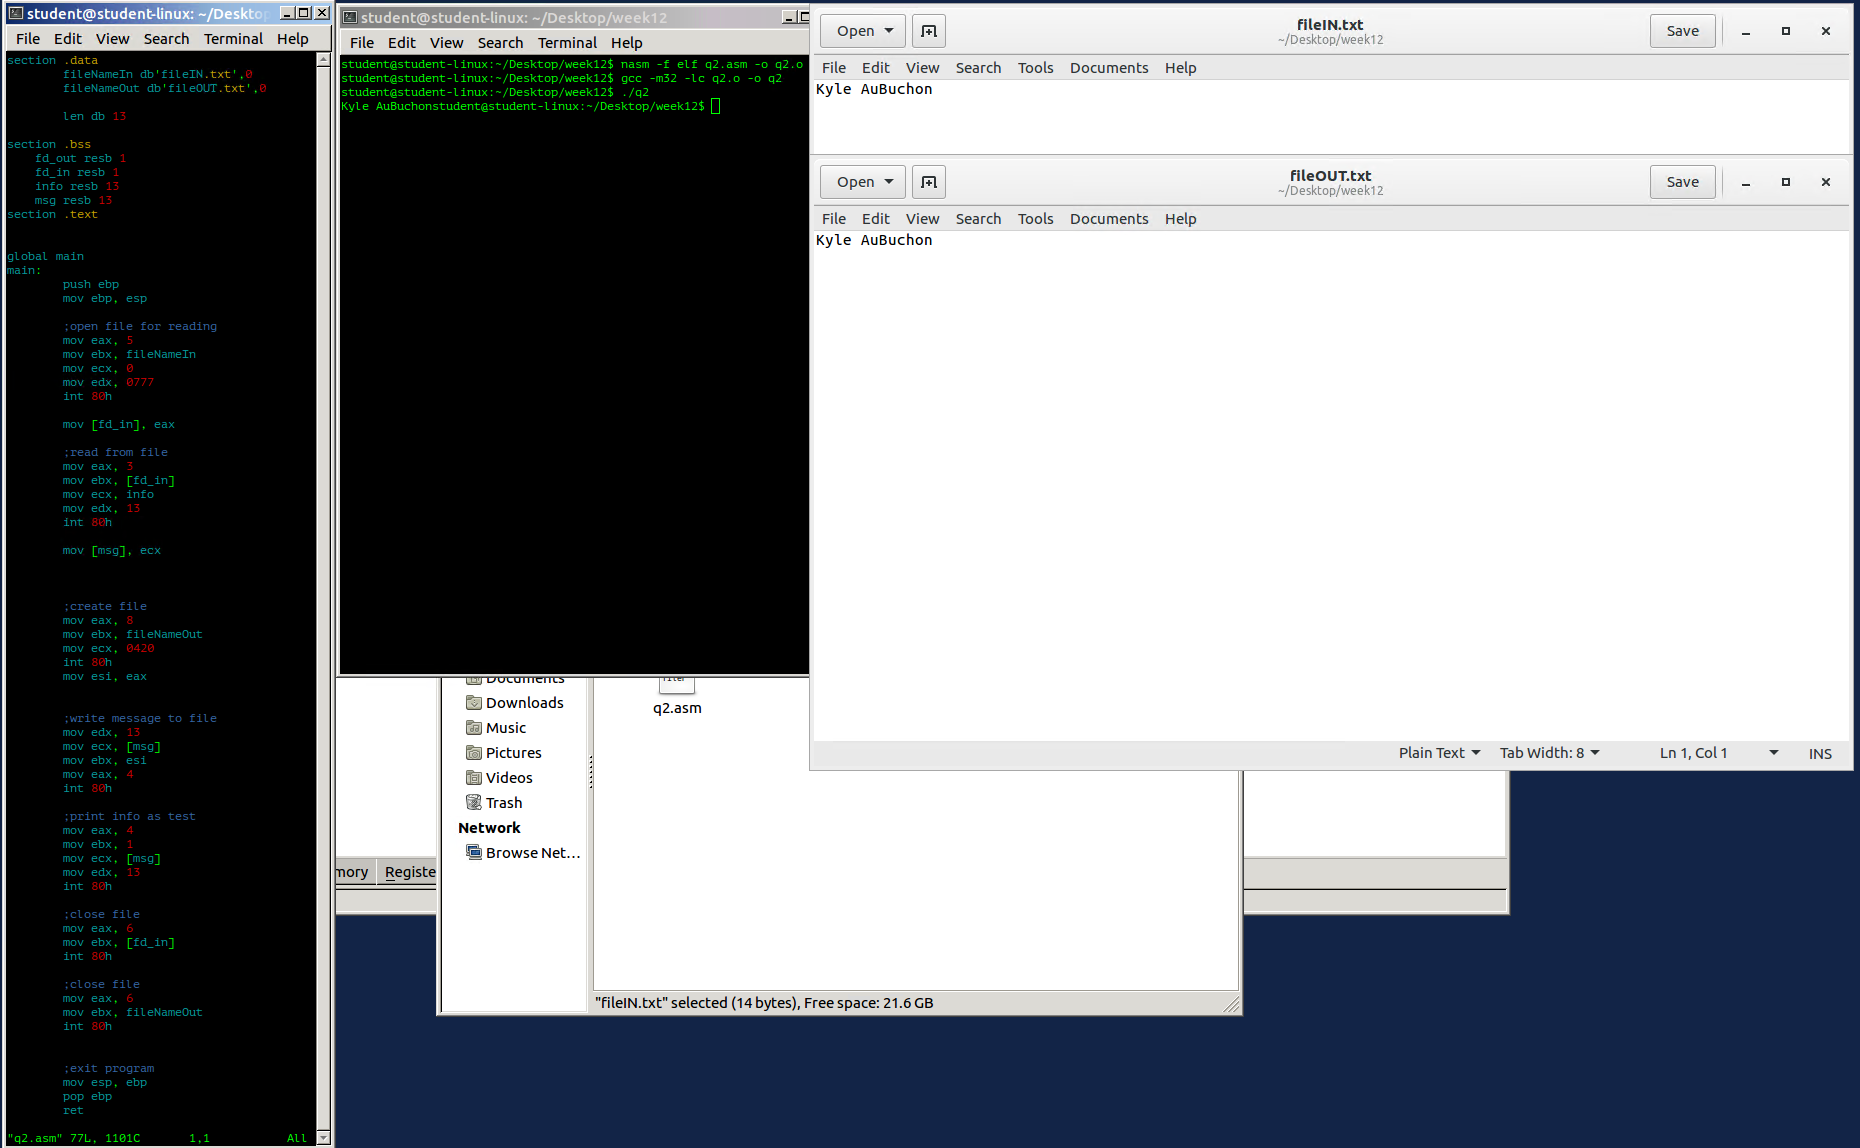 student@student-linux: ~/Desktop
File Edit View Search Terminal Help
section .data
fileNameIn db'fileIN.txt',0
fileNameOut db'fileOUT.txt',0
len db 13
section .bss
fd_out resb 1
fd_in resb 1
info resb 13
msg resb 13
section .text
global main
main:
push ebp
mov ebp, esp
;open file for reading
mov eax, 5
mov ebx, fileNameIn
mov ecx, 0
mov edx, 0777
int 80h
mov [fd_in], eax
;read from file
mov eax, 3
mov ebx, [fd_in]
mov ecx, info
mov edx, 13
int 80h
mov [msg], ecx
;create file
mov eax, 8
mov ebx, fileNameOut
mov ecx, 0420
int 80h
mov esi, eax
;write message to file
mov edx, 13
mov ecx, [msg]
mov ebx, esi
mov eax, 4
int 80h
;print info as test
mov eax, 4
mov ebx, 1
mov ecx, [msg]
mov edx, 13
int 80h
;close file
mov eax, 6
mov ebx, [fd_in]
int 80h
;close file
mov eax, 6
mov ebx, fileNameOut
int 80h
;exit program
mov esp, ebp
pop ebp
ret
"q2.asm" 77L, 1101C 1,1 All
student@student-linux: ~/Desktop/week12
File Edit View Search Terminal Help
student@student-linux:~/Desktop/week12$ nasm -f elf q2.asm -o q2.o
student@student-linux:~/Desktop/week12$ gcc -m32 -lc q2.o -o q2
student@student-linux:~/Desktop/week12$ ./q2
Kyle AuBuchonstudent@student-linux:~/Desktop/week12$
Open fileIN.txt Save
~/Desktop/week12
File Edit View Search Tools Documents Help
Kyle AuBuchon
Open fileOUT.txt Save
~/Desktop/week12
File Edit View Search Tools Documents Help
Kyle AuBuchon
Plain Text Tab Width: 8 Ln 1, Col 1 INS
Documents
Downloads
Music
Pictures
Videos
Trash
Network
Browse Net...
q2.asm
"fileIN.txt" selected (14 bytes), Free space: 21.6 GB
mory Registe